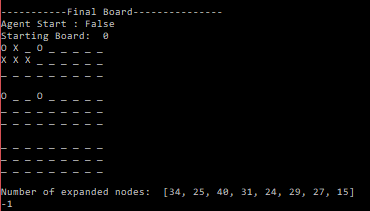 -----------Final Board---------------
Agent Start : False
Starting Board:  0
O X _ O _ _ _ _ _
X X X _ _ _ _ _ _
_ _ _ _ _ _ _ _ _
O _ _ O _ _ _ _ _
_ _ _ _ _ _ _ _ _
_ _ _ _ _ _ _ _ _
_ _ _ _ _ _ _ _ _
_ _ _ _ _ _ _ _ _
_ _ _ _ _ _ _ _ _
Number of expanded nodes:  [34, 25, 40, 31, 24, 29, 27, 15]
-1